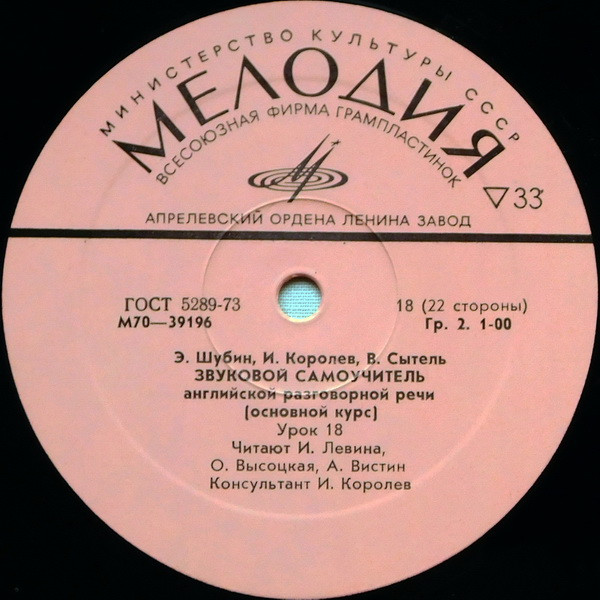 МИНИСТЕРСТВО КУЛЬТУРЫ СССР
МЕЛОДИЯ
ВСЕСОЮЗНАЯ ФИРМА ГРАМПЛАСТИНОК
▽33
АПРЕЛЕВСКИЙ ОРДЕНА ЛЕНИНА ЗАВОД
ГОСТ 5289-73
18 (22 стороны)
М70—39196
Гр. 2. 1-00
Э. Шубин, И. Королев, В. Сытель
ЗВУКОВОЙ САМОУЧИТЕЛЬ
английской разговорной речи
(основной курс)
Урок 18
Читают И. Левина,
О. Высоцкая, А. Вистин
Консультант И. Королев